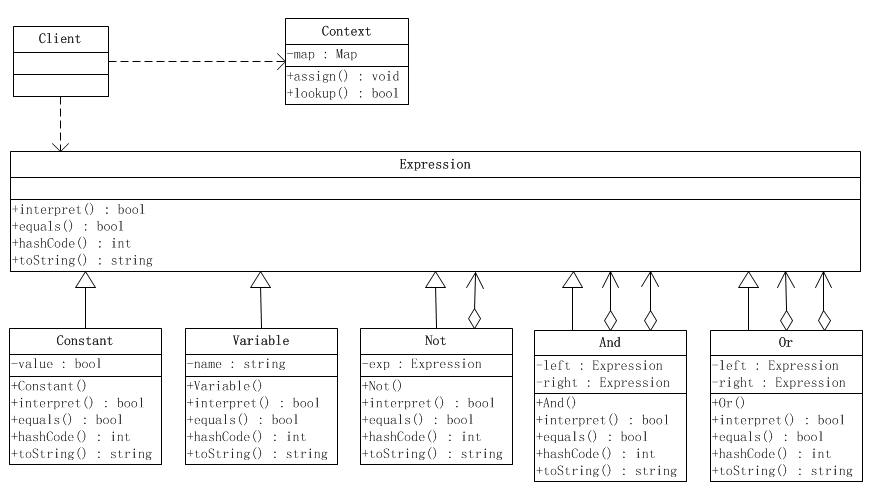 Client
Context
-map : Map
+assign() : void
+lookup() : bool
Expression
+interpret() : bool
+equals() : bool
+hashCode() : int
+toString() : string
Constant
-value : bool
+Constant()
+interpret() : bool
+equals() : bool
+hashCode() : int
+toString() : string
Variable
-name : string
+Variable()
+interpret() : bool
+equals() : bool
+hashCode() : int
+toString() : string
Not
-exp : Expression
+Not()
+interpret() : bool
+equals() : bool
+hashCode() : int
+toString() : string
And
-left : Expression
-right : Expression
+And()
+interpret() : bool
+equals() : bool
+hashCode() : int
+toString() : string
Or
-left : Expression
-right : Expression
+Or()
+interpret() : bool
+equals() : bool
+hashCode() : int
+toString() : string